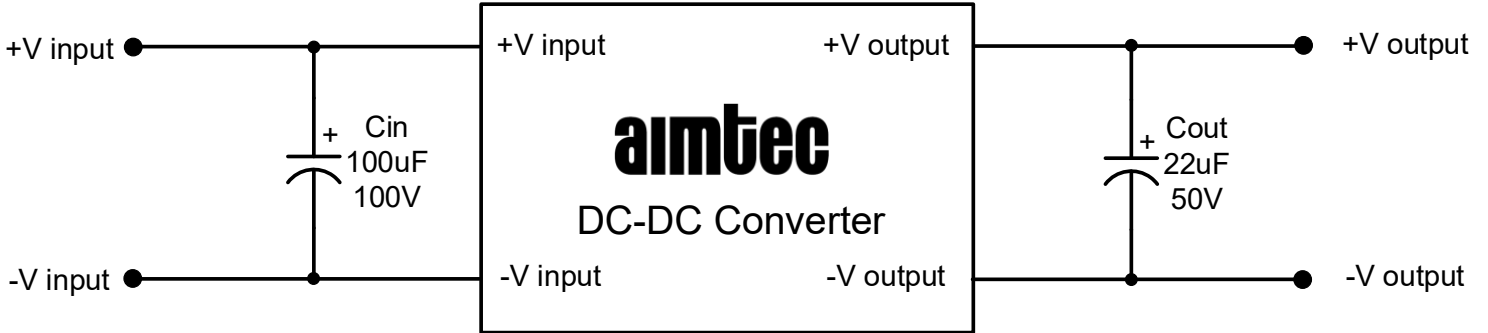 +V input
+V input
+V output
+V output
+
Cin
100uF
100V
aimtec
DC-DC Converter
+
Cout
22uF
50V
-V input
-V input
-V output
-V output